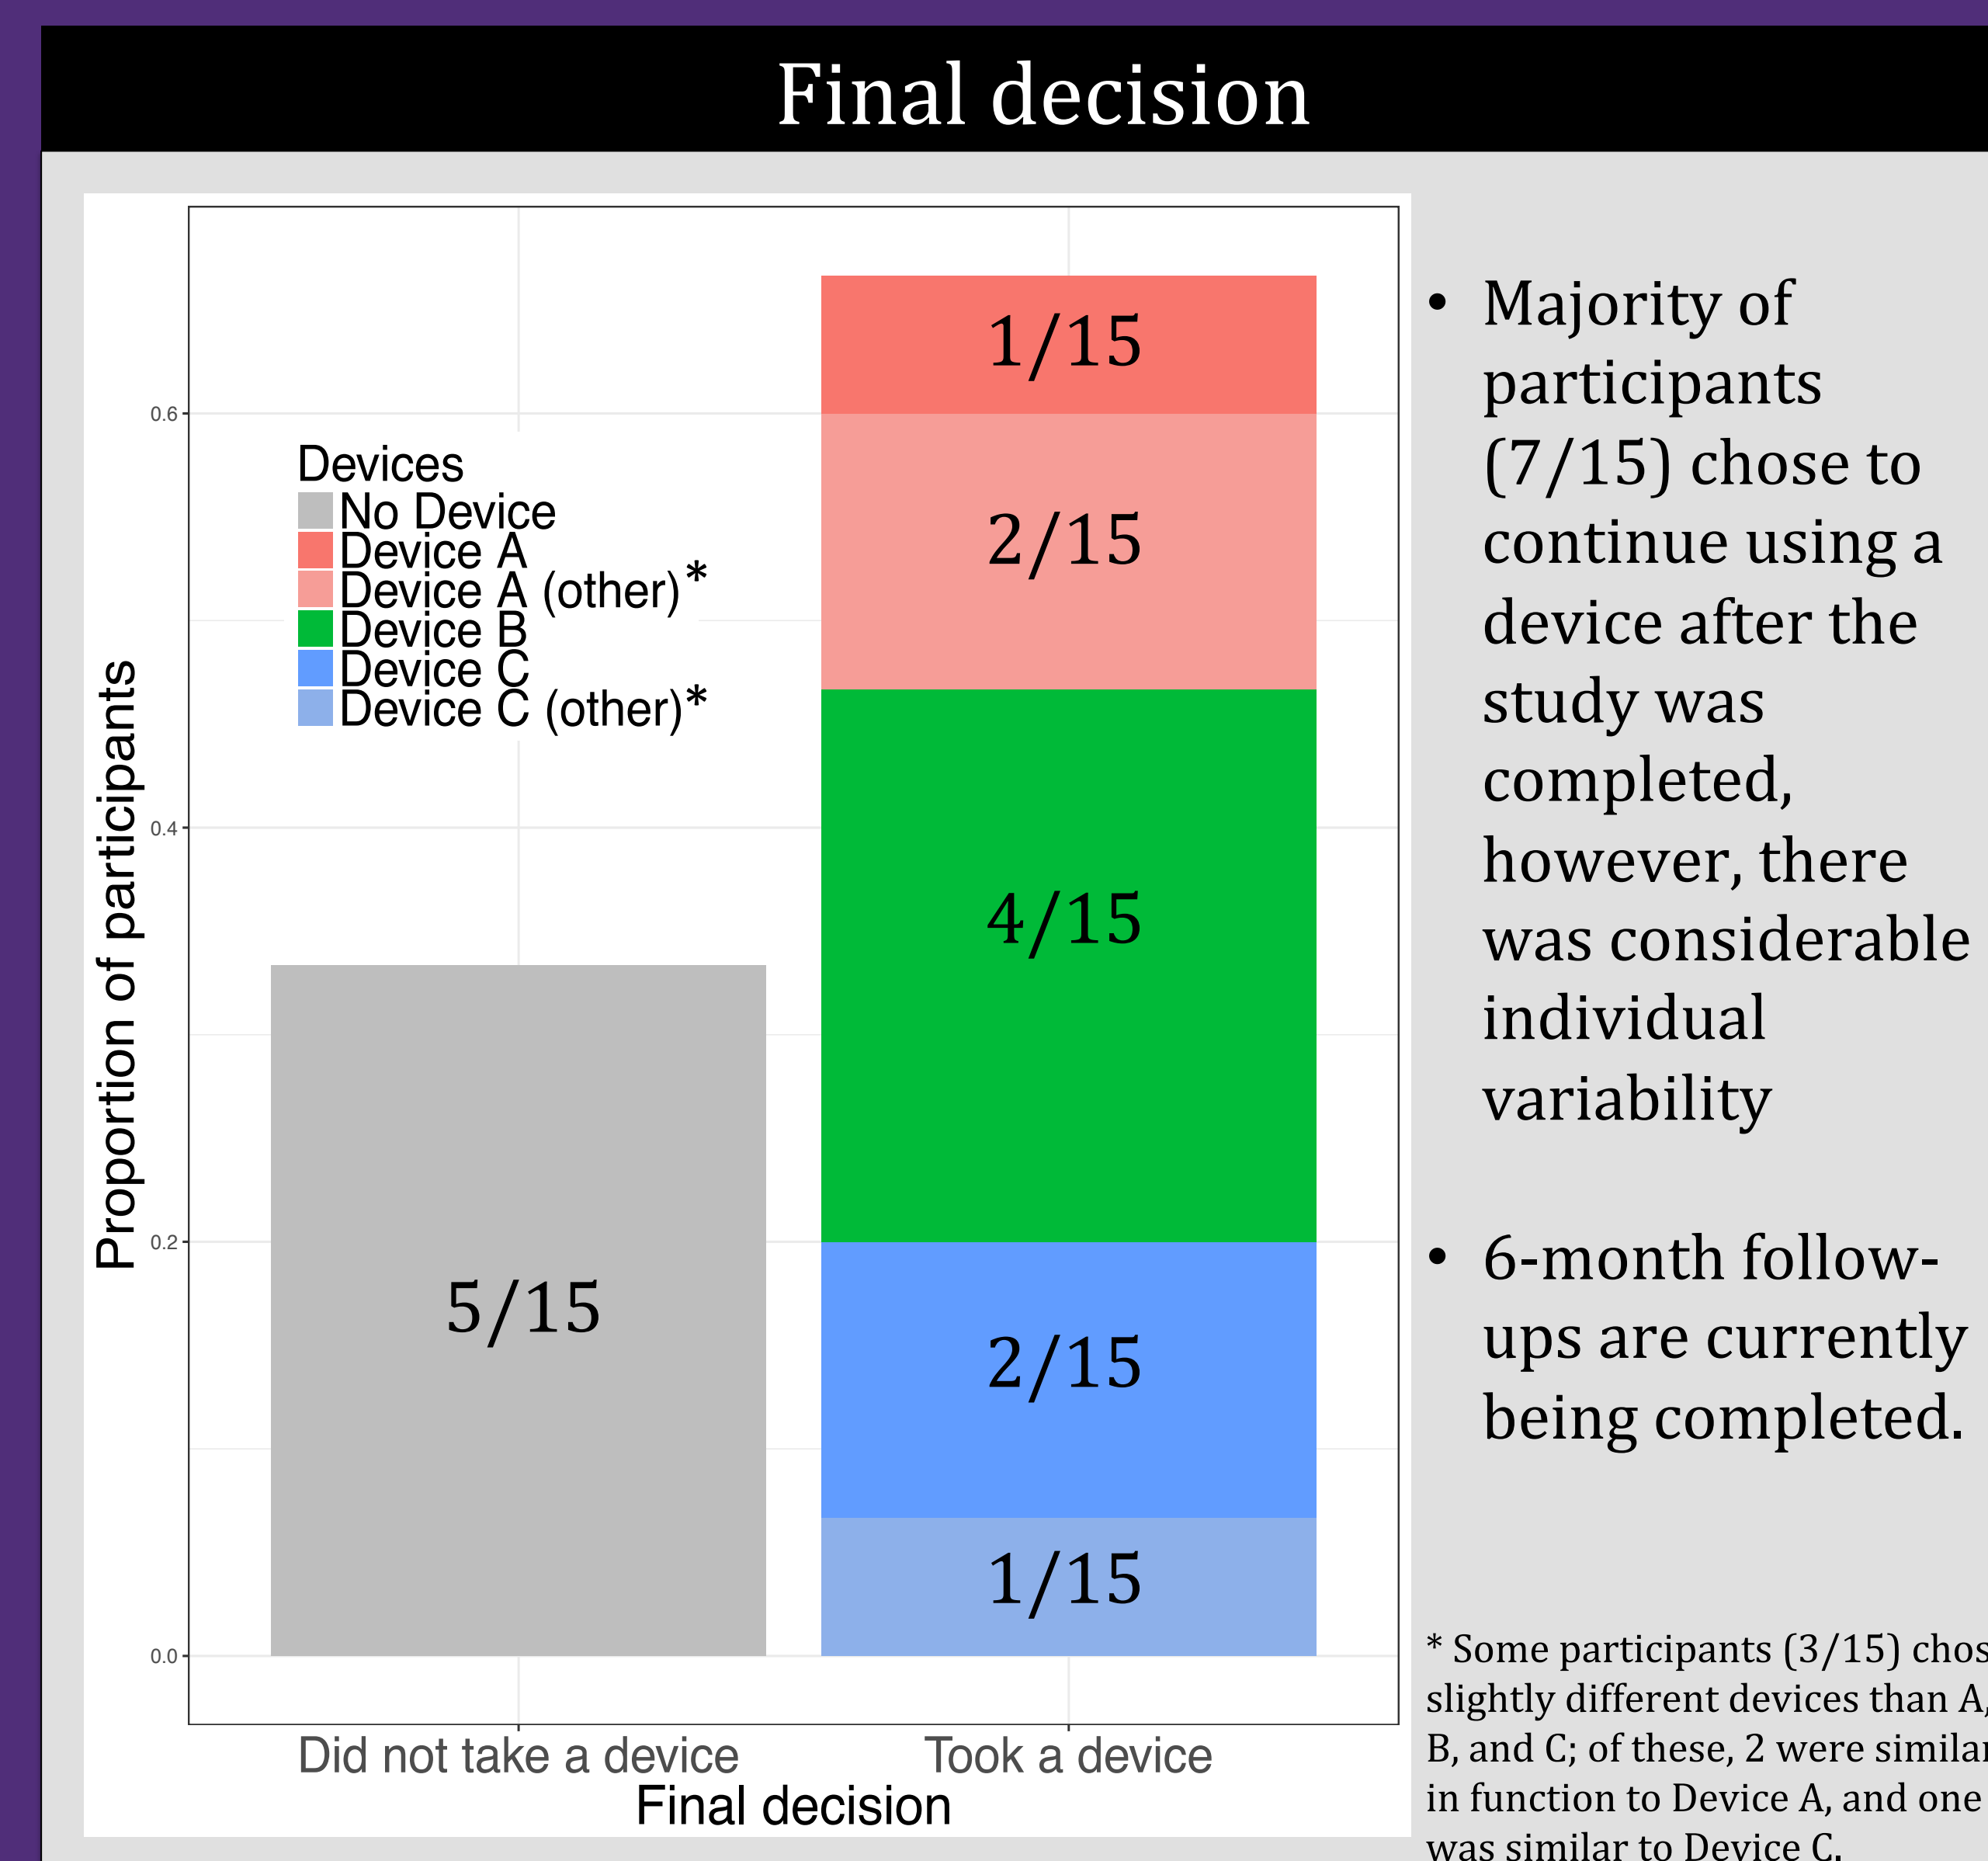 Final decision
Proportion of participants
0.6
0.4
0.2
0.0
Devices
No Device
Device A
Device A (other)*
Device B
Device C
Device C (other)*
5/15
1/15
2/15
4/15
2/15
1/15
Did not take a device
Took a device
Final decision
• Majority of
participants
(7/15) chose to
continue using a
device after the
study was
completed,
however, there
was considerable
individual
variability
• 6-month follow-
ups are currently
being completed.
* Some participants (3/15) chos
slightly different devices than A,
B, and C; of these, 2 were similar
in function to Device A, and one
was similar to Device C.